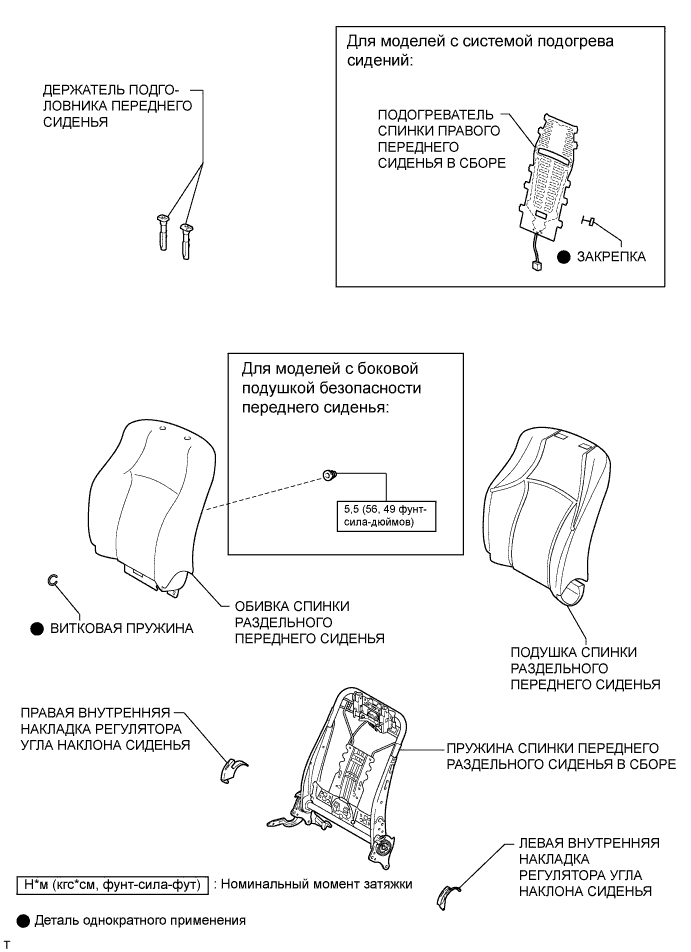 Для моделей с системой подогрева
сидений:
ДЕРЖАТЕЛЬ ПОДГО-
ЛОВНИКА ПЕРЕДНЕГО
СИДЕНЬЯ
ПОДОГРЕВАТЕЛЬ
СПИНКИ ПРАВОГО
ПЕРЕДНЕГО
СИДЕНЬЯ В СБОРЕ
ЗАКРЕПКА
Для моделей с боковой
подушкой безопасности
переднего сиденья:
5,5 (56, 49 фунт-
сила-дюймов)
ОБИВКА СПИНКИ
РАЗДЕЛЬНОГО
ПЕРЕДНЕГО СИДЕНЬЯ
ВИТКОВАЯ ПРУЖИНА
ПОДУШКА СПИНКИ
РАЗДЕЛЬНОГО
ПЕРЕДНЕГО СИДЕНЬЯ
ПРАВАЯ ВНУТРЕННЯЯ
НАКЛАДКА РЕГУЛЯТОРА
УГЛА НАКЛОНА СИДЕНЬЯ
ПРУЖИНА СПИНКИ ПЕРЕДНЕГО
РАЗДЕЛЬНОГО СИДЕНЬЯ В СБОРЕ
ЛЕВАЯ ВНУТРЕННЯЯ
НАКЛАДКА
РЕГУЛЯТОРА УГЛА
НАКЛОНА СИДЕНЬЯ
Н*м (кгс*см, фунт-сила-фут) : Номинальный момент затяжки
Деталь однократного применения
T